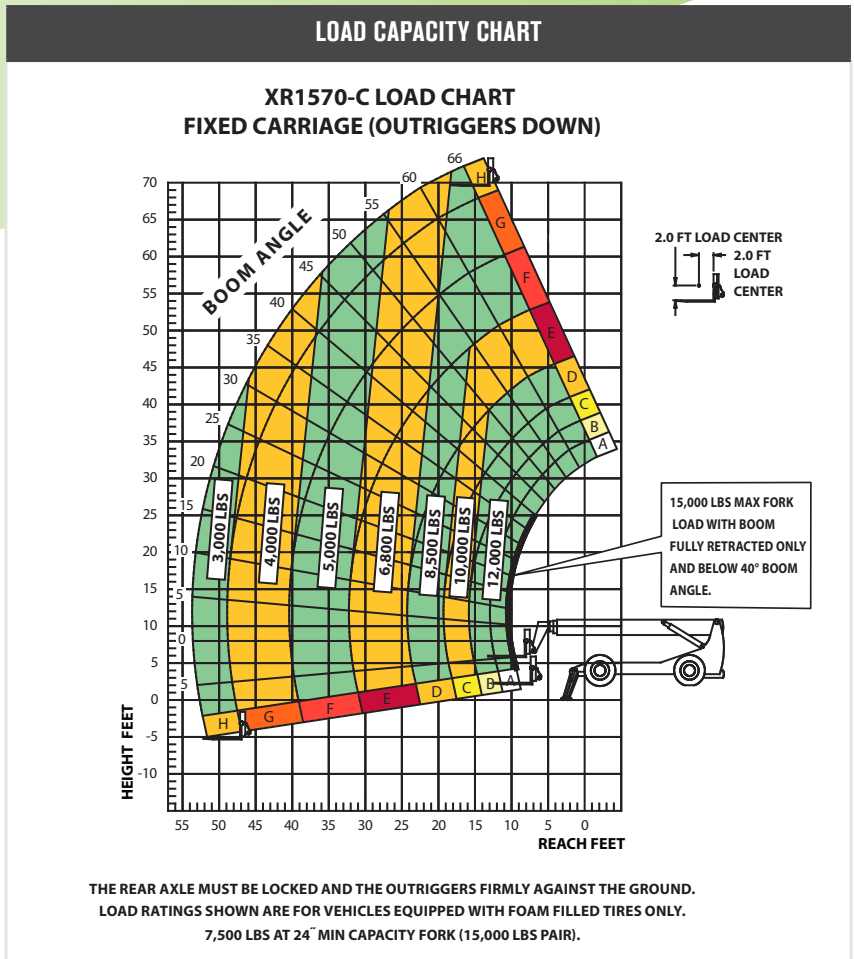 LOAD CAPACITY CHART
XR1570-C LOAD CHART
FIXED CARRIAGE (OUTRIGGERS DOWN)
BOOM ANGLE
66
60
55
50
45
40
35
30
25
20
15
10
5
0
5
70
65
60
55
50
45
40
35
30
25
20
15
10
5
0
-5
-10
HEIGHT FEET
H
G
F
E
D
C
B
A
3,000 LBS
4,000 LBS
5,000 LBS
6,800 LBS
8,500 LBS
10,000 LBS
12,000 LBS
H
G
F
E
D
C
B
A
2.0 FT LOAD CENTER
2.0 FT
LOAD
CENTER
15,000 LBS MAX FORK
LOAD WITH BOOM
FULLY RETRACTED ONLY
AND BELOW 40° BOOM
ANGLE.
55 50 45 40 35 30 25 20 15 10 5 0
REACH FEET
THE REAR AXLE MUST BE LOCKED AND THE OUTRIGGERS FIRMLY AGAINST THE GROUND.
LOAD RATINGS SHOWN ARE FOR VEHICLES EQUIPPED WITH FOAM FILLED TIRES ONLY.
7,500 LBS AT 24˝ MIN CAPACITY FORK (15,000 LBS PAIR).